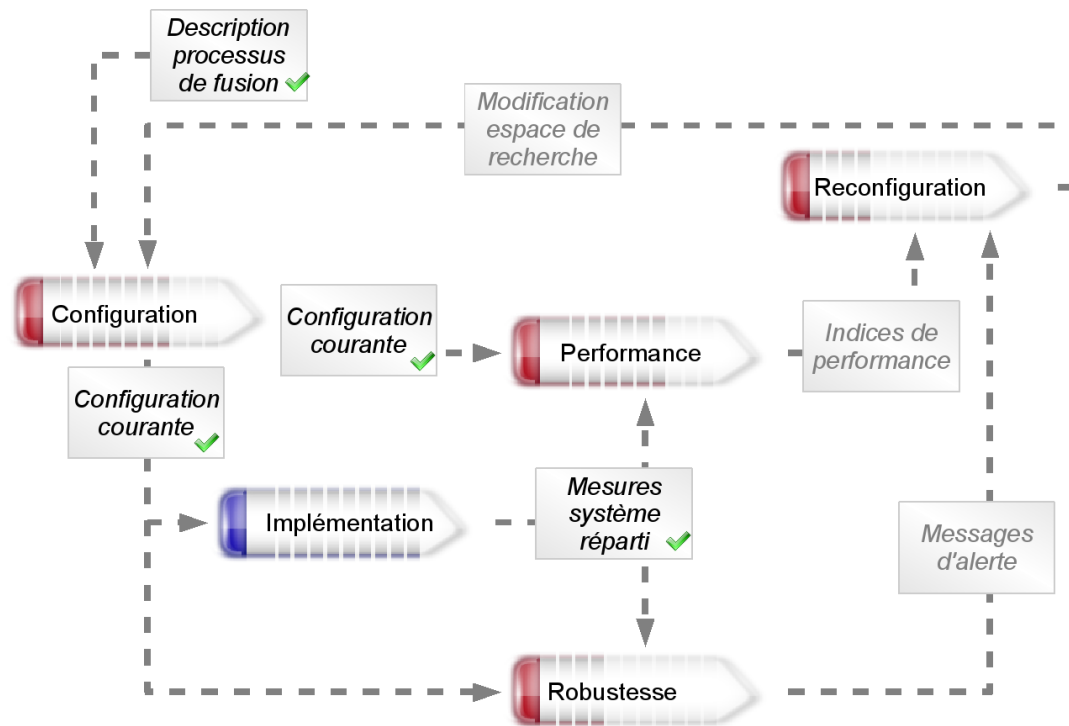 Description
processus
de fusion
Modification
espace de
recherche
Reconfiguration
Configuration
Configuration
courante
Performance
Indices de
performance
Configuration
courante
Implémentation
Mesures
système
réparti
Messages
d'alerte
Robustesse